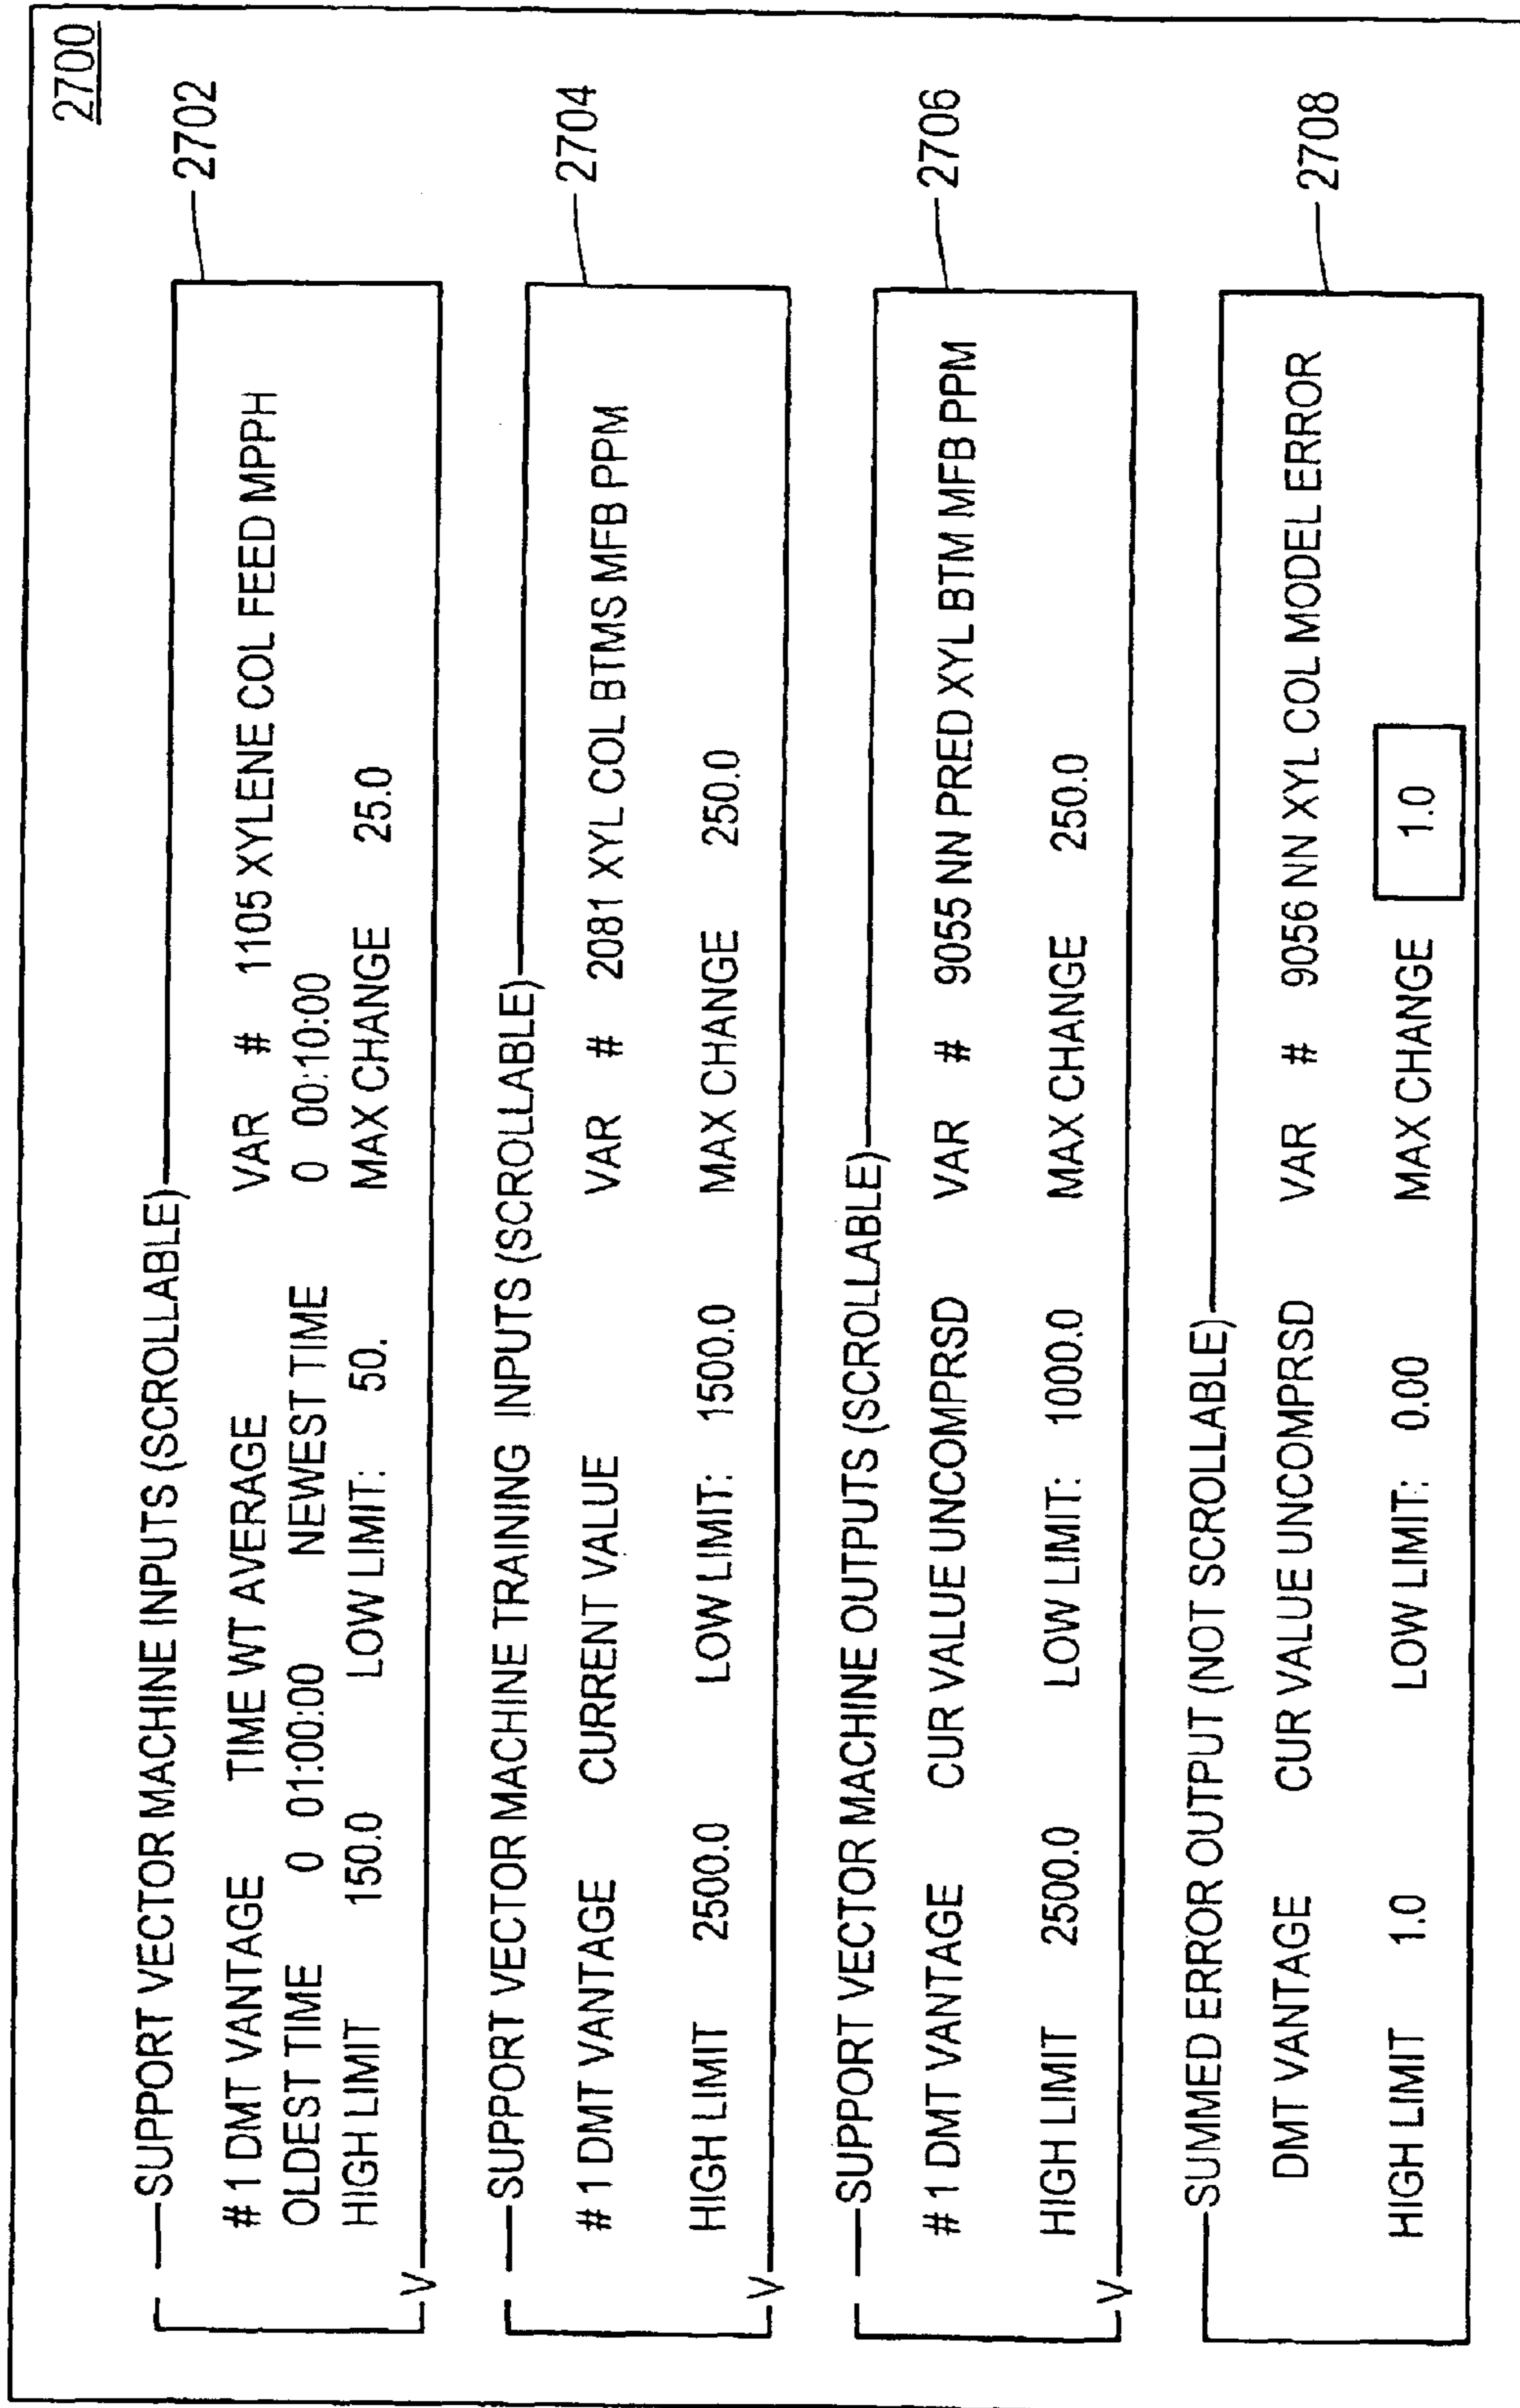 2700
SUPPORT VECTOR MACHINE INPUTS (SCROLLABLE)
2702
# 1 DMT VANTAGE TIME WT AVERAGE VAR # 1105 XYLENE COL FEED MPPH
OLDEST TIME 0 01:00:00 NEWEST TIME 0 00:10:00
HIGH LIMIT 150.0 LOW LIMIT: 50. MAX CHANGE 25.0
V
SUPPORT VECTOR MACHINE TRAINING INPUTS (SCROLLABLE)
2704
# 1 DMT VANTAGE CURRENT VALUE VAR # 2081 XYL COL BTMS MFB PPM
HIGH LIMIT 2500.0 LOW LIMIT: 1500.0 MAX CHANGE 250.0
V
SUPPORT VECTOR MACHINE OUTPUTS (SCROLLABLE)
2706
# 1 DMT VANTAGE CUR VALUE UNCOMPRSD VAR # 9055 NN PRED XYL BTM MFB PPM
HIGH LIMIT 2500.0 LOW LIMIT: 1000.0 MAX CHANGE 250.0
V
SUMMED ERROR OUTPUT (NOT SCROLLABLE)
2708
DMT VANTAGE CUR VALUE UNCOMPRSD VAR # 9056 NN XYL COL MODEL ERROR
HIGH LIMIT 1.0 LOW LIMIT: 0.00 MAX CHANGE 1.0